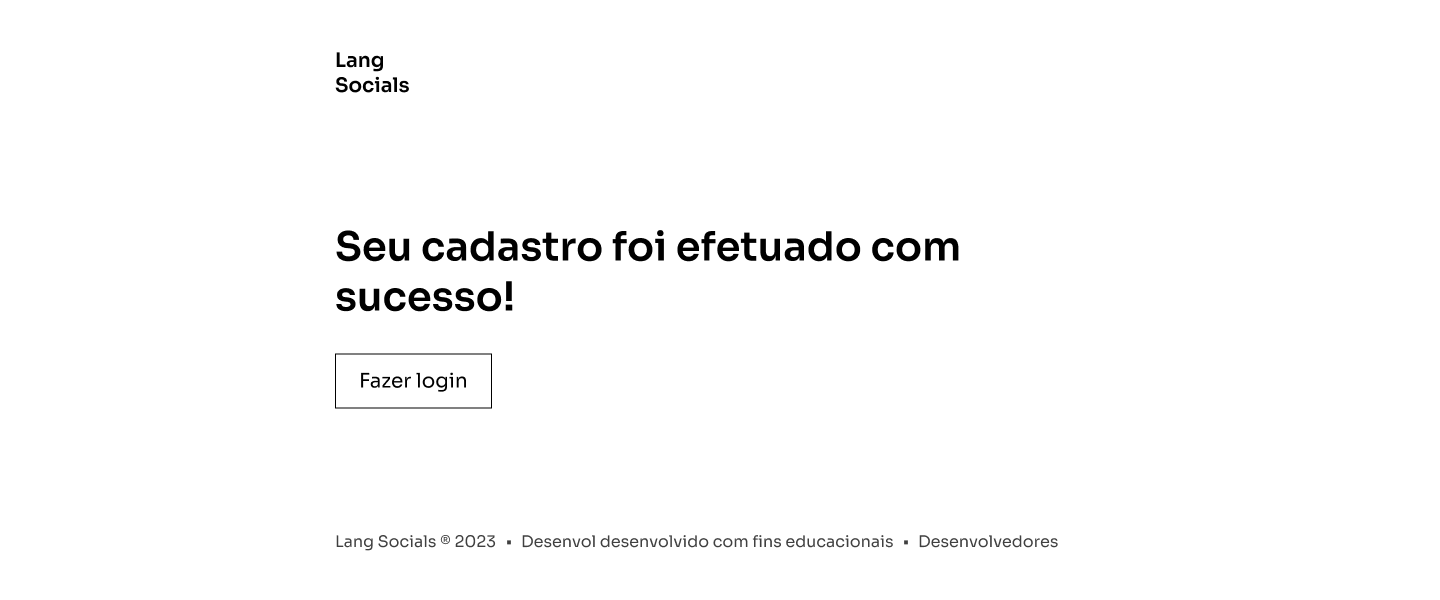 Lang
Socials
Seu cadastro foi efetuado com
sucesso!
Fazer login
Lang Socials ® 2023 ▪ Desenvol desenvolvido com fins educacionais ▪ Desenvolvedores